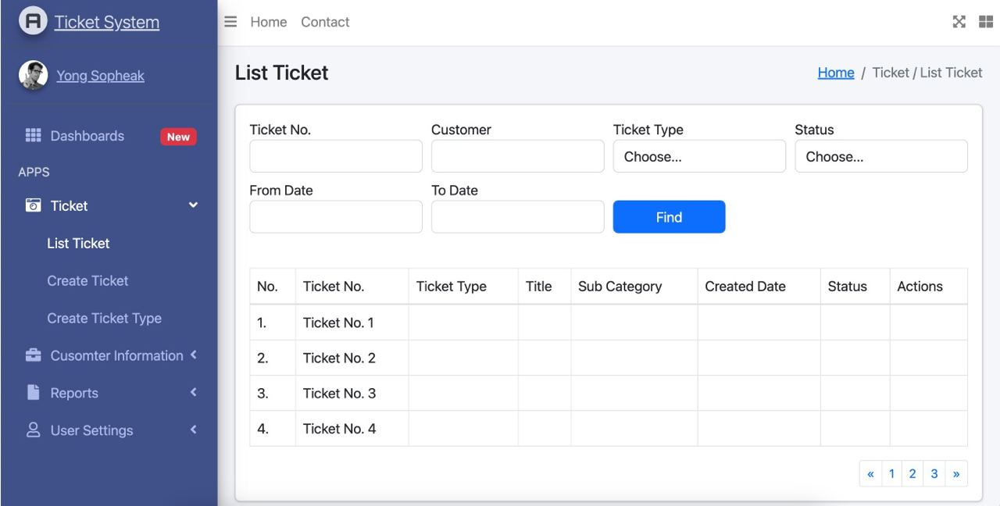 Ticket System
Home Contact
Yong Sopheak
List Ticket
Home / Ticket / List Ticket
Dashboards New
APPS
Ticket
List Ticket
Create Ticket
Create Ticket Type
Cusomter Information
Reports
User Settings
Ticket No. Customer Ticket Type Status
Choose... Choose...
From Date To Date
Find
No. Ticket No. Ticket Type Title Sub Category Created Date Status Actions
1. Ticket No. 1
2. Ticket No. 2
3. Ticket No. 3
4. Ticket No. 4
« 1 2 3 »